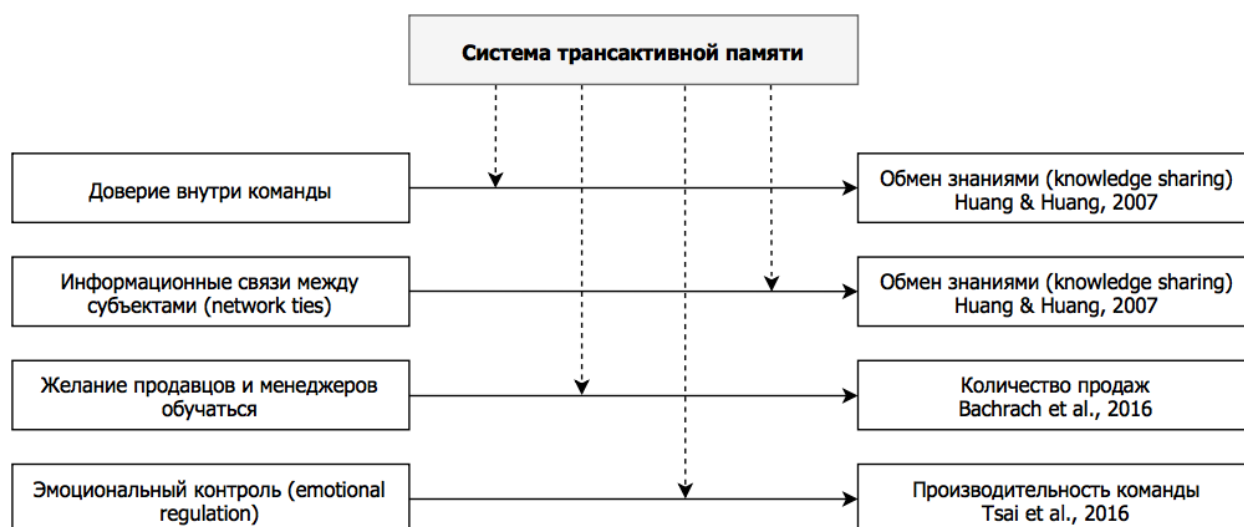 Система трансактивной памяти
Доверие внутри команды
Обмен знаниями (knowledge sharing)
Huang & Huang, 2007
Информационные связи между
субъектами (network ties)
Обмен знаниями (knowledge sharing)
Huang & Huang, 2007
Желание продавцов и менеджеров
обучаться
Количество продаж
Bachrach et al., 2016
Эмоциональный контроль (emotional
regulation)
Производительность команды
Tsai et al., 2016